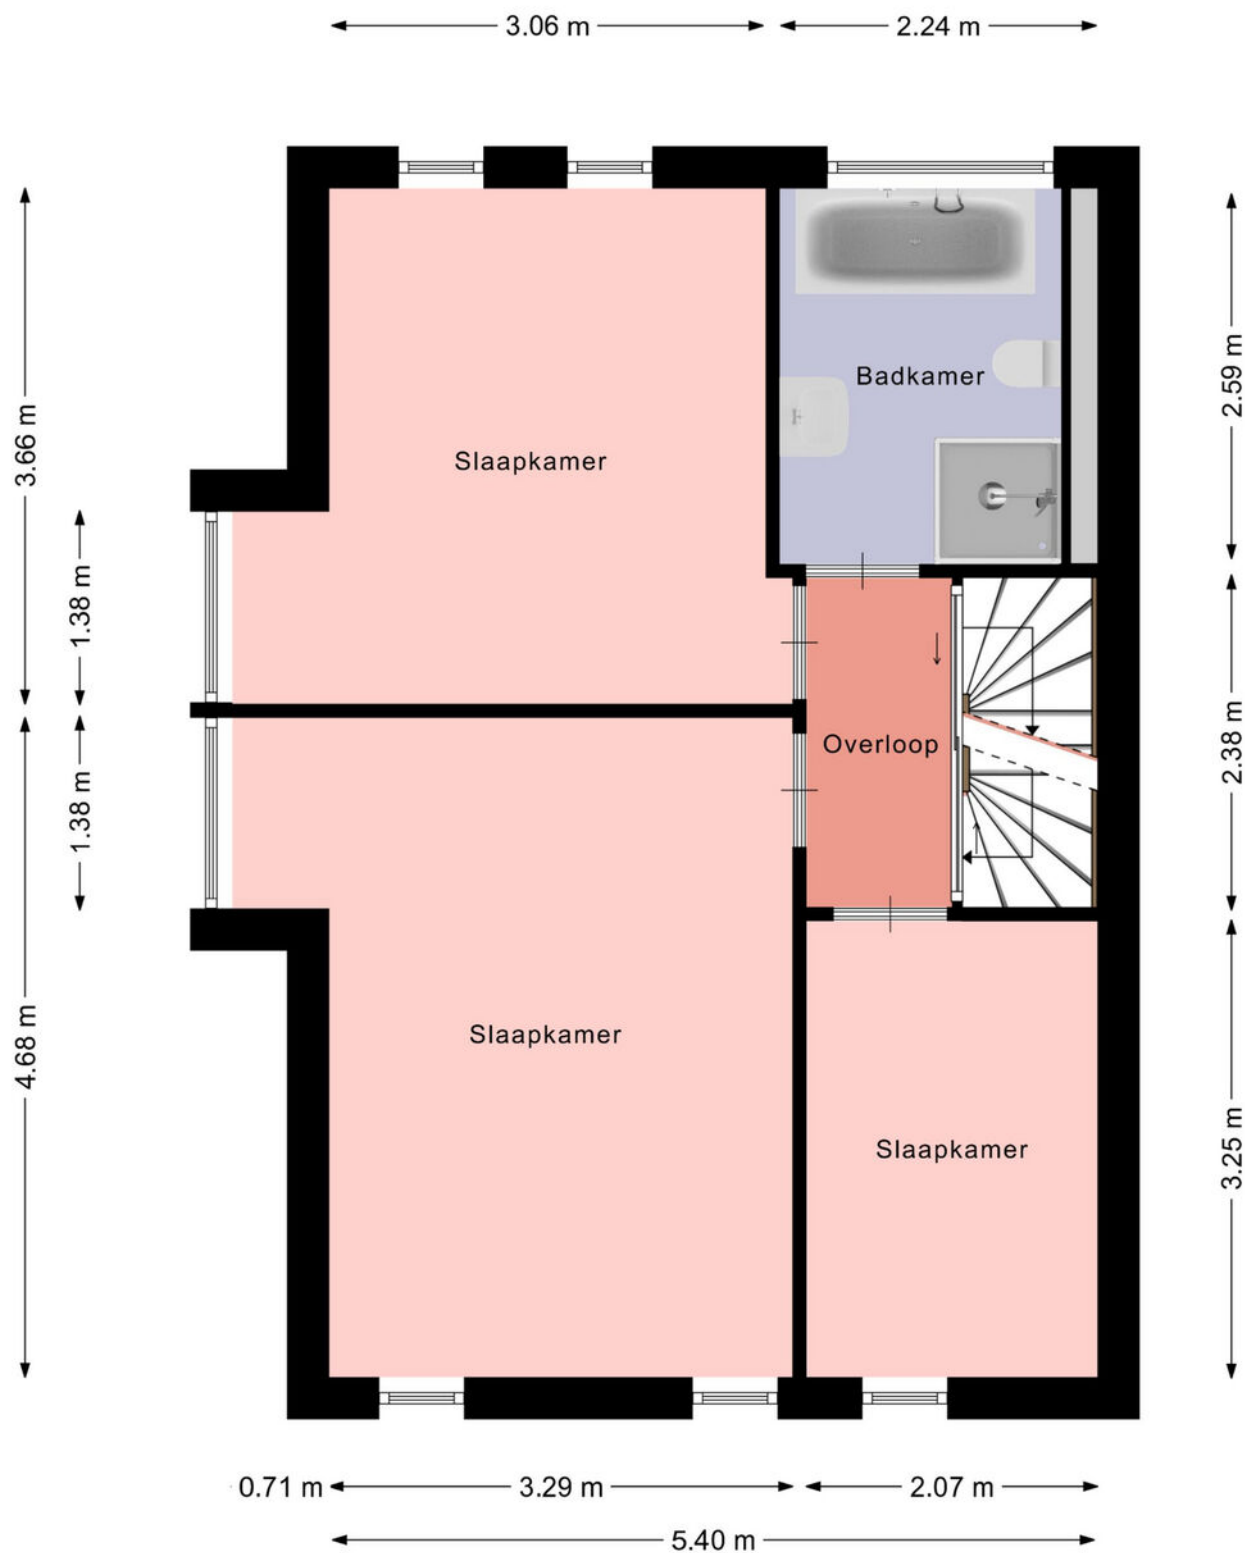 3.06 m
2.24 m
2.59 m
Badkamer
3.66 m
Slaapkamer
1.38 m
2.38 m
Overloop
1.38 m
4.68 m
Slaapkamer
Slaapkamer
3.25 m
0.71 m
3.29 m
2.07 m
5.40 m